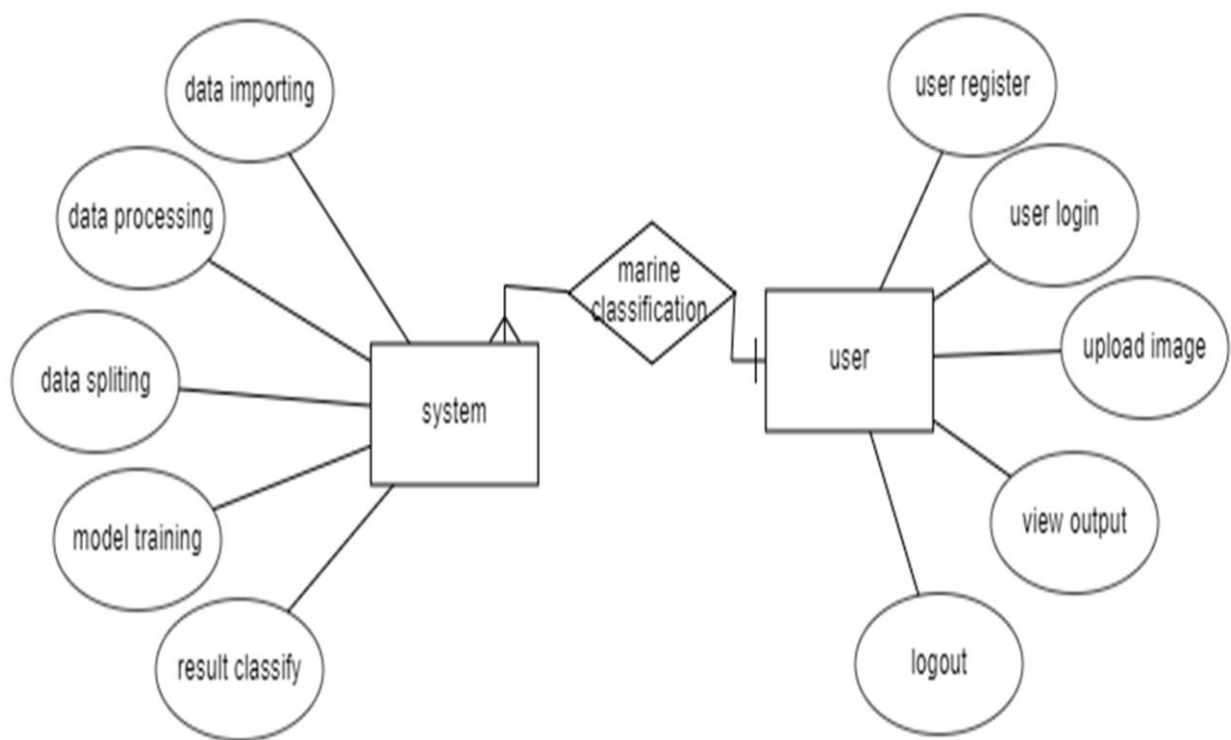 data importing
data processing
data spliting
model training
result classify
system
marine
classification
user
user register
user login
upload image
view output
logout